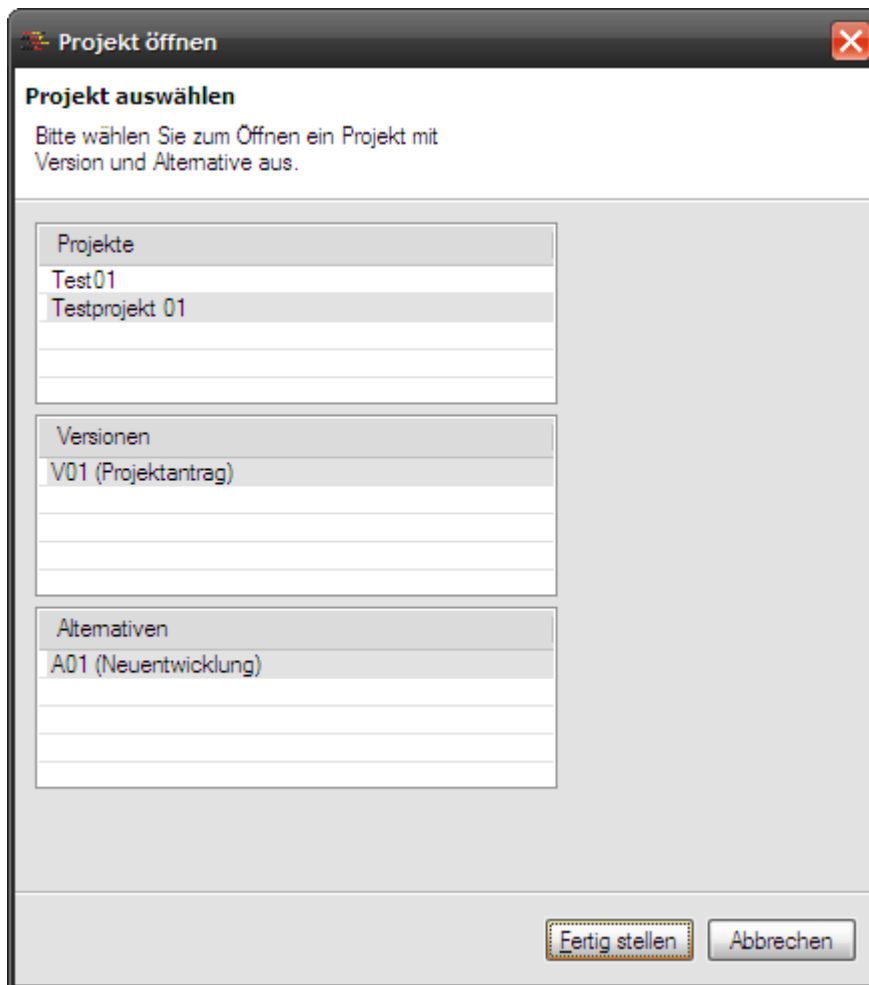 Projekt öffnen
Projekt auswählen
Bitte wählen Sie zum Öffnen ein Projekt mit
Version und Alternative aus.
Projekte
Test01
Testprojekt 01
Versionen
V01 (Projektantrag)
Alternativen
A01 (Neuentwicklung)
Fertig stellen
Abbrechen